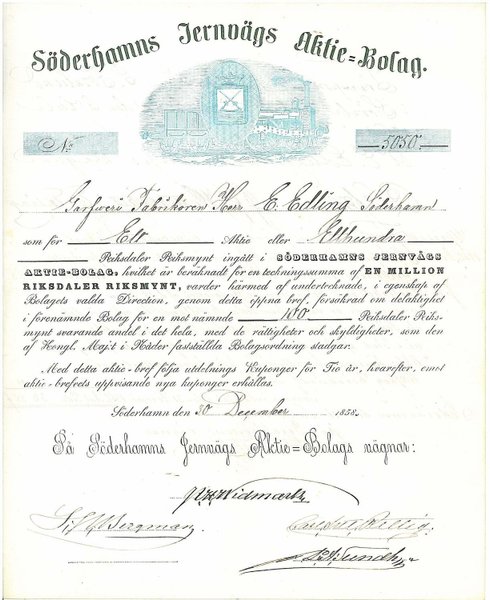 Söderhamns Jernvägs Aktie=Bolag.
No 5050.
Garfveri Fabrikören Herr E. Edling Söderhamn
som för Ett Aktie eller Etthundra
Riksdaler Riksmynt ingått i SÖDERHAMNS JERNVÄGS
AKTIE-BOLAG, hvilket är beräknadt för en teckningssumma af EN MILLION
RIKSDALER RIKSMYNT, varder härmed af undertecknade, i egenskap af
Bolagets valda Direction, genom detta öppna bref, försäkrad om delaktighet
i förenämnde Bolag för en mot nämnde 100 Riksdaler Riks-
mynt svarande andel i det hela, med de rättigheter och skyldigheter, som den
af Kongl. Maj:t i Nåder fastställda Bolagsordning stadgar.
Med detta aktie-bref följa utdelnings Kuponger för Tio år, hvarefter, emot
aktie-brefvets uppvisande nya kuponger erhållas.
Söderhamn den 30 December 1858.
På Söderhamns Jernvägs Aktie=Bolags vägnar:
Widmark
Bergman Rettig.